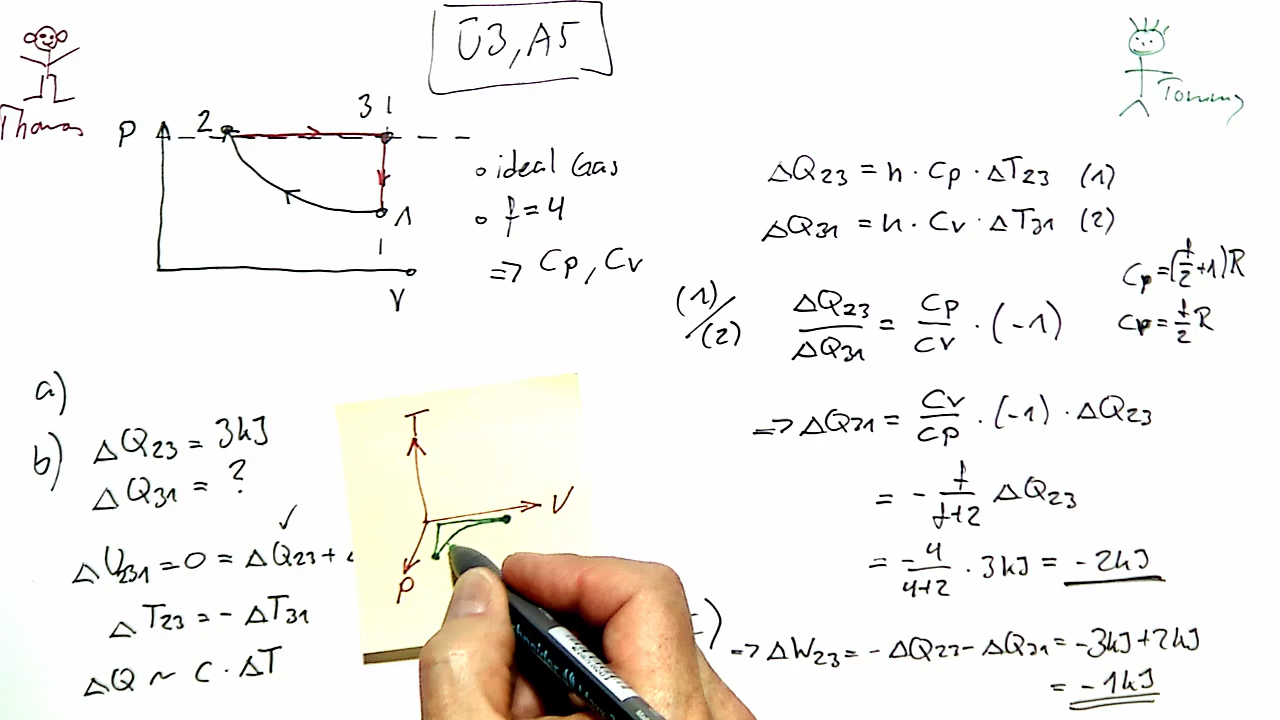 Ü3, A5
Thomas
Tommy
P
2
3
1
V
• ideal Gas
• f = 4
=> Cp, Cv
ΔQ23 = n · Cp · ΔT23 (1)
ΔQ31 = n · Cv · ΔT31 (2)
Cp = (f/2 + 1) R
Cv = f/2 R
(1)/(2) ΔQ23/ΔQ31 = Cp/Cv · (-1)
=> ΔQ31 = Cv/Cp · (-1) · ΔQ23
= - f/f+2 ΔQ23
= -4/4+2 · 3kJ = -2kJ
=> ΔW23 = -ΔQ23 - ΔQ31 = -3kJ + 2kJ
= -1kJ
a)
b) ΔQ23 = 3kJ
ΔQ31 = ?
ΔU231 = 0 = ΔQ23 +
ΔT23 = - ΔT31
ΔQ ~ C · ΔT
T
V
P
schneider